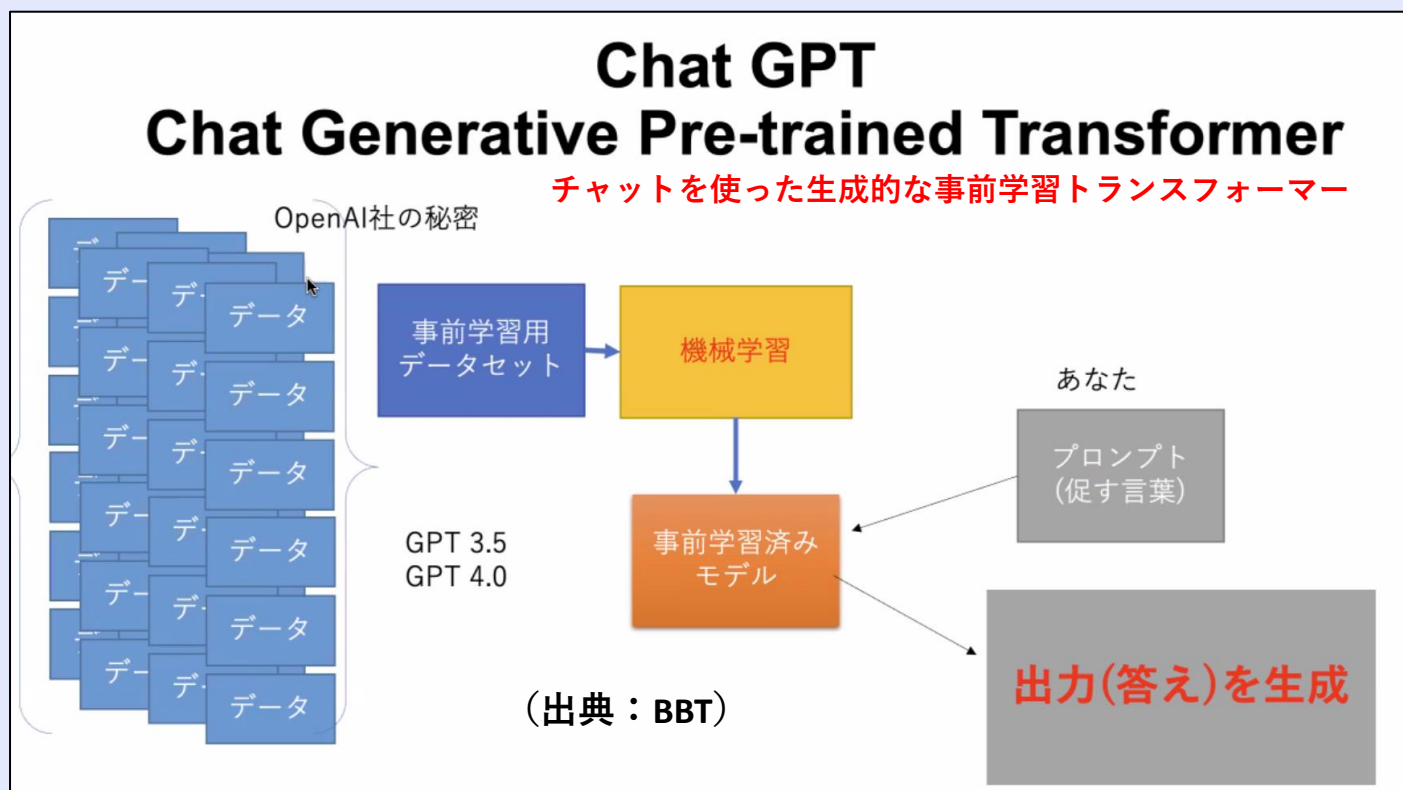 Chat GPT
Chat Generative Pre-trained Transformer
チャットを使った生成的な事前学習トランスフォーマー
OpenAI社の秘密
データ
データ
データ
データ
データ
データ
事前学習用
データセット
機械学習
GPT 3.5
GPT 4.0
事前学習済み
モデル
あなた
プロンプト
(促す言葉)
出力(答え)を生成
（出典：BBT）